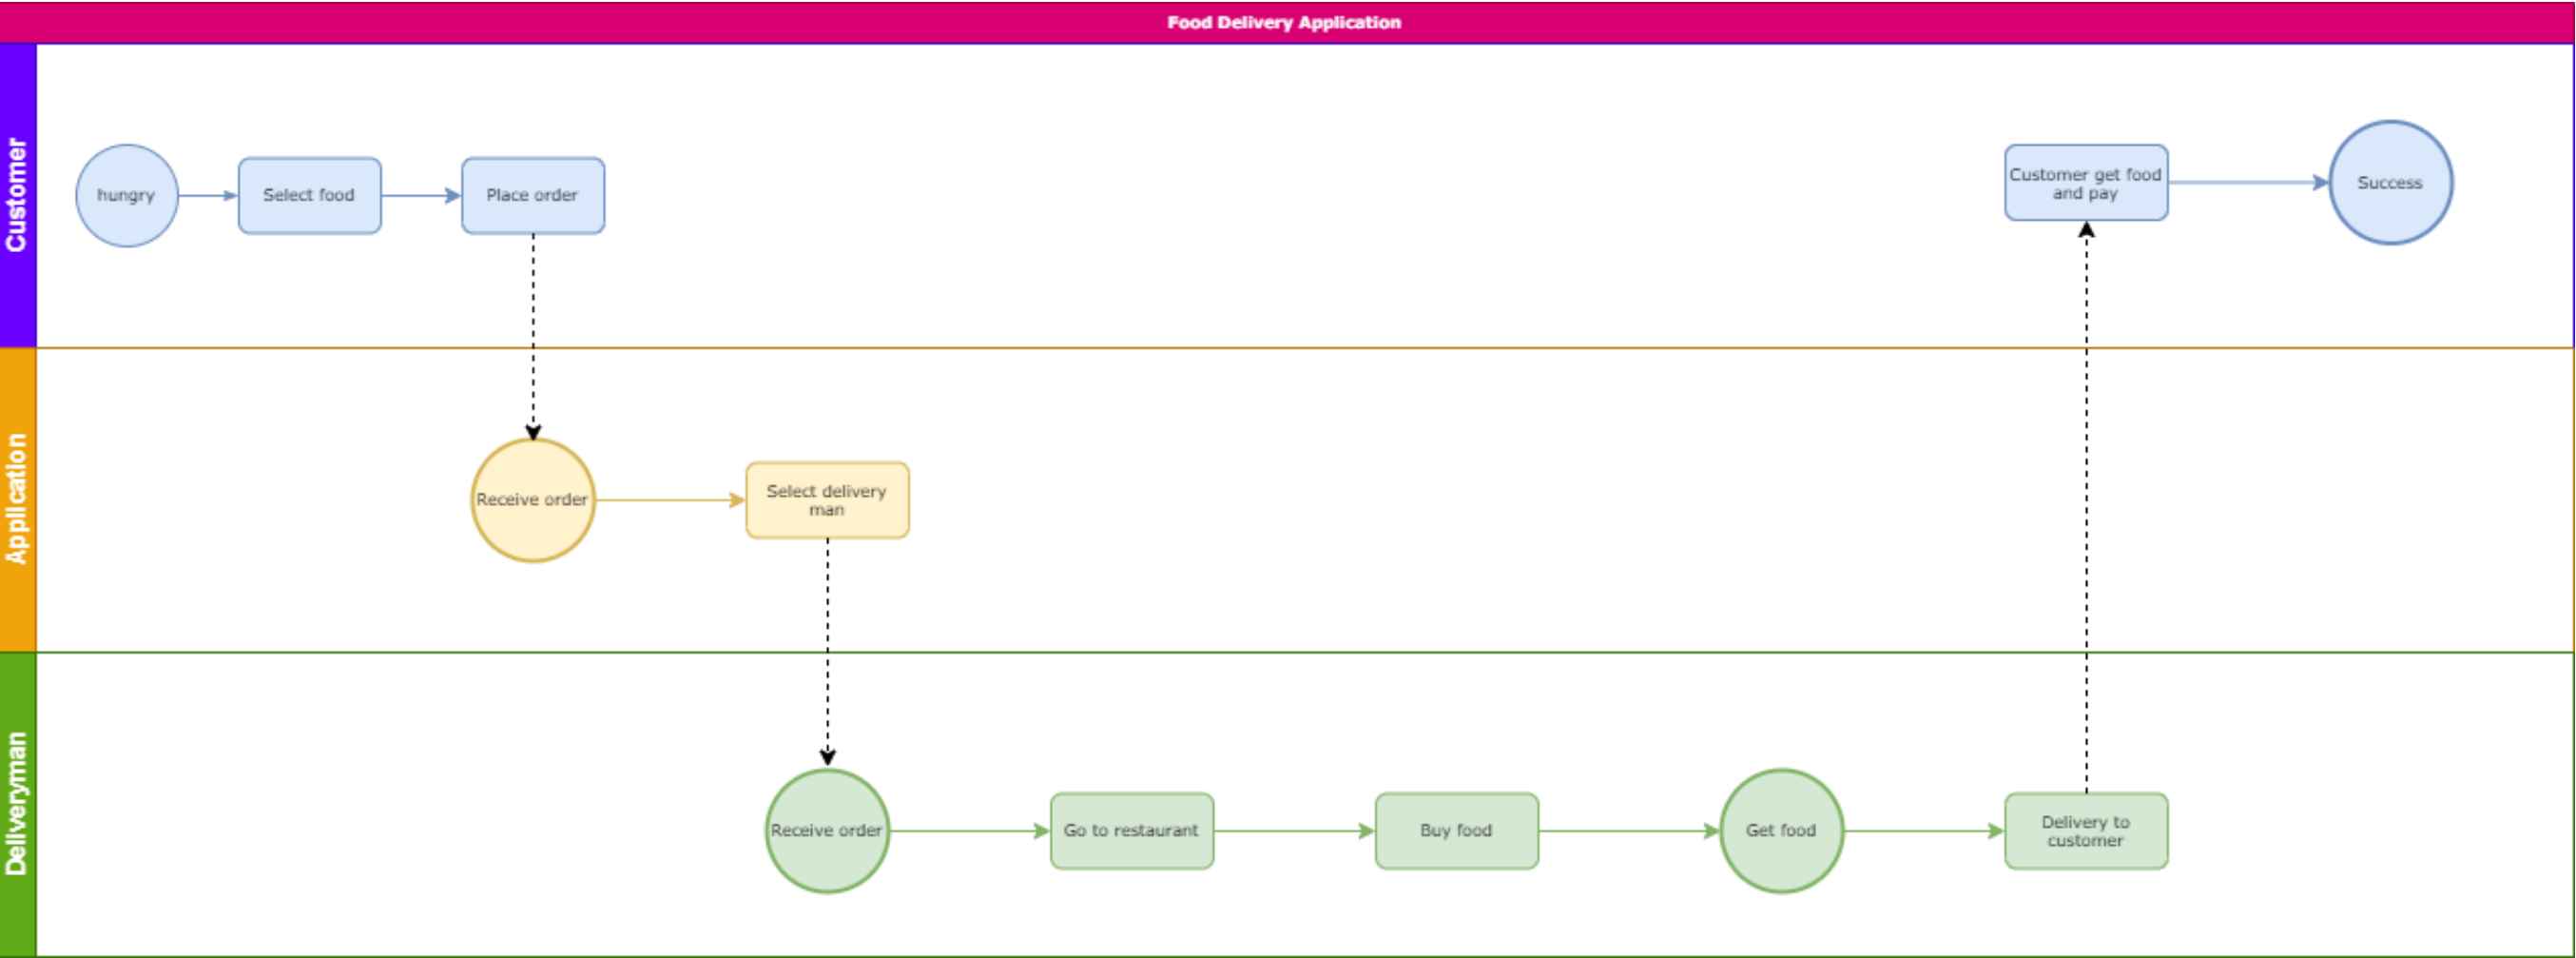 Food Delivery Application
Customer
hungry
Select food
Place order
Customer get food
and pay
Success
Application
Receive order
Select delivery
man
Deliveryman
Receive order
Go to restaurant
Buy food
Get food
Delivery to
customer